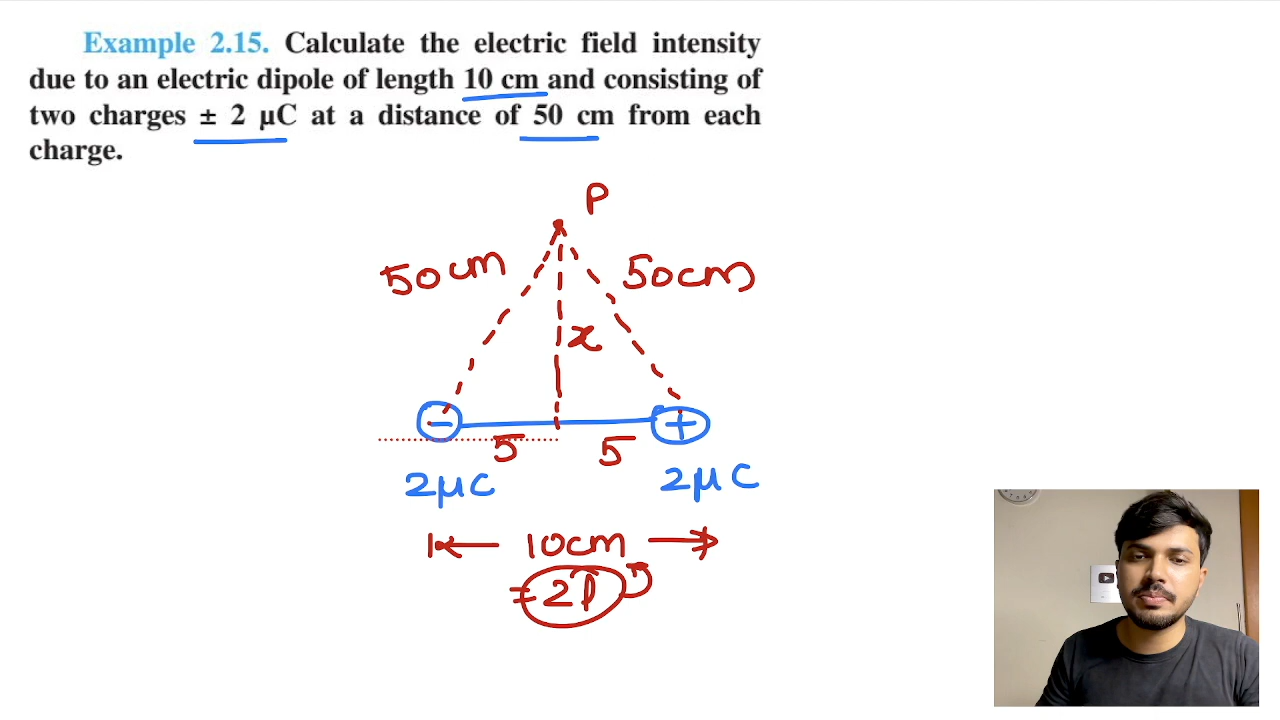 Example 2.15. Calculate the electric field intensity
due to an electric dipole of length 10 cm and consisting of
two charges ± 2 µC at a distance of 50 cm from each
charge.
P
50cm 50cm
x
- +
5 5
2µC 2µC
10cm
= 2l